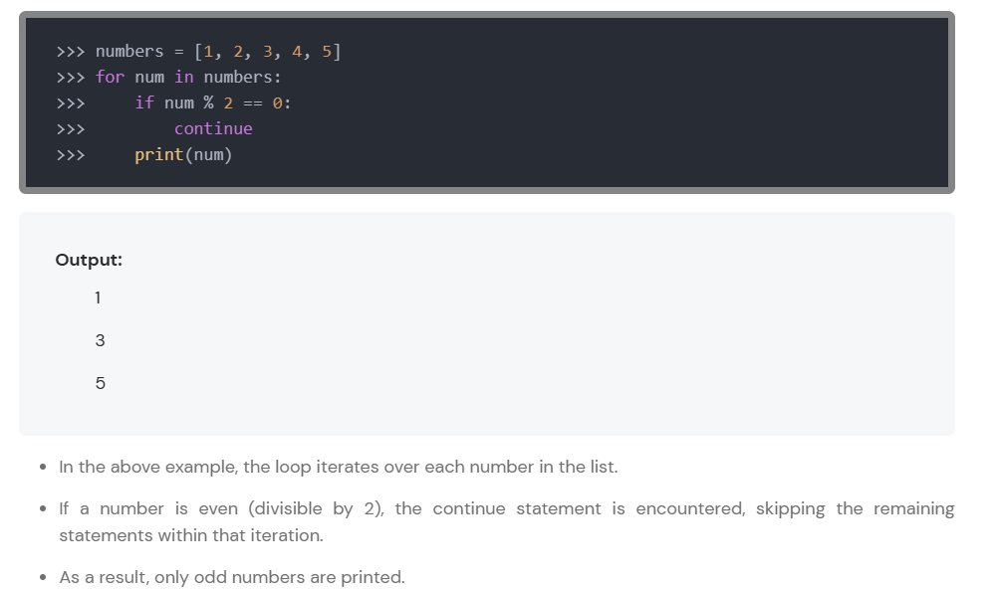 >>> numbers = [1, 2, 3, 4, 5]
>>> for num in numbers:
>>>     if num % 2 == 0:
>>>         continue
>>>     print(num)
Output:
1
3
5
• In the above example, the loop iterates over each number in the list.
• If a number is even (divisible by 2), the continue statement is encountered, skipping the remaining
statements within that iteration.
• As a result, only odd numbers are printed.